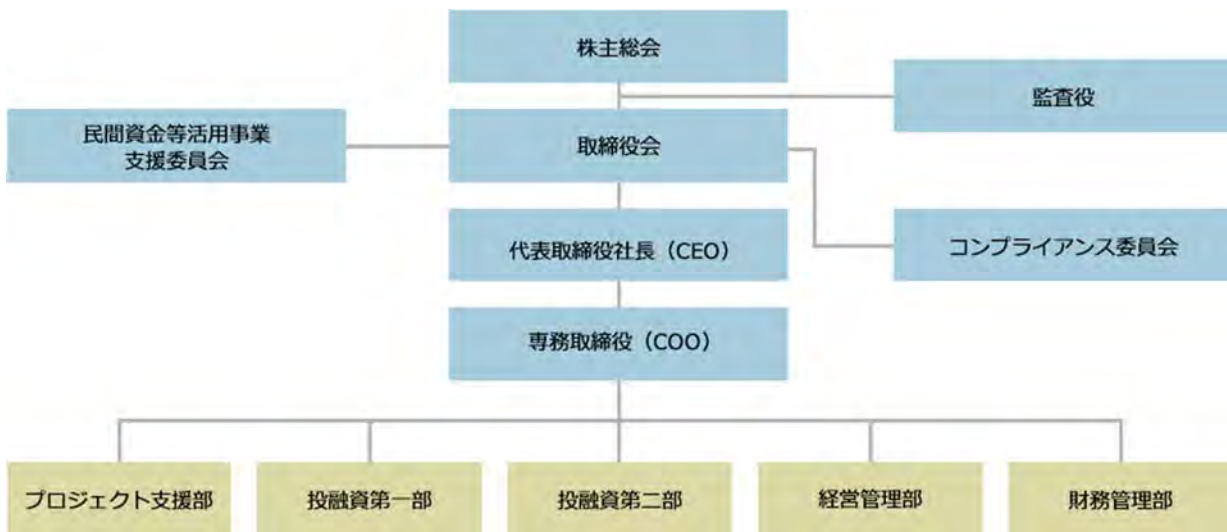 株主総会
監査役
民間資金等活用事業
支援委員会
取締役会
代表取締役社長（CEO）
コンプライアンス委員会
専務取締役（COO）
プロジェクト支援部
投融資第一部
投融資第二部
経営管理部
財務管理部